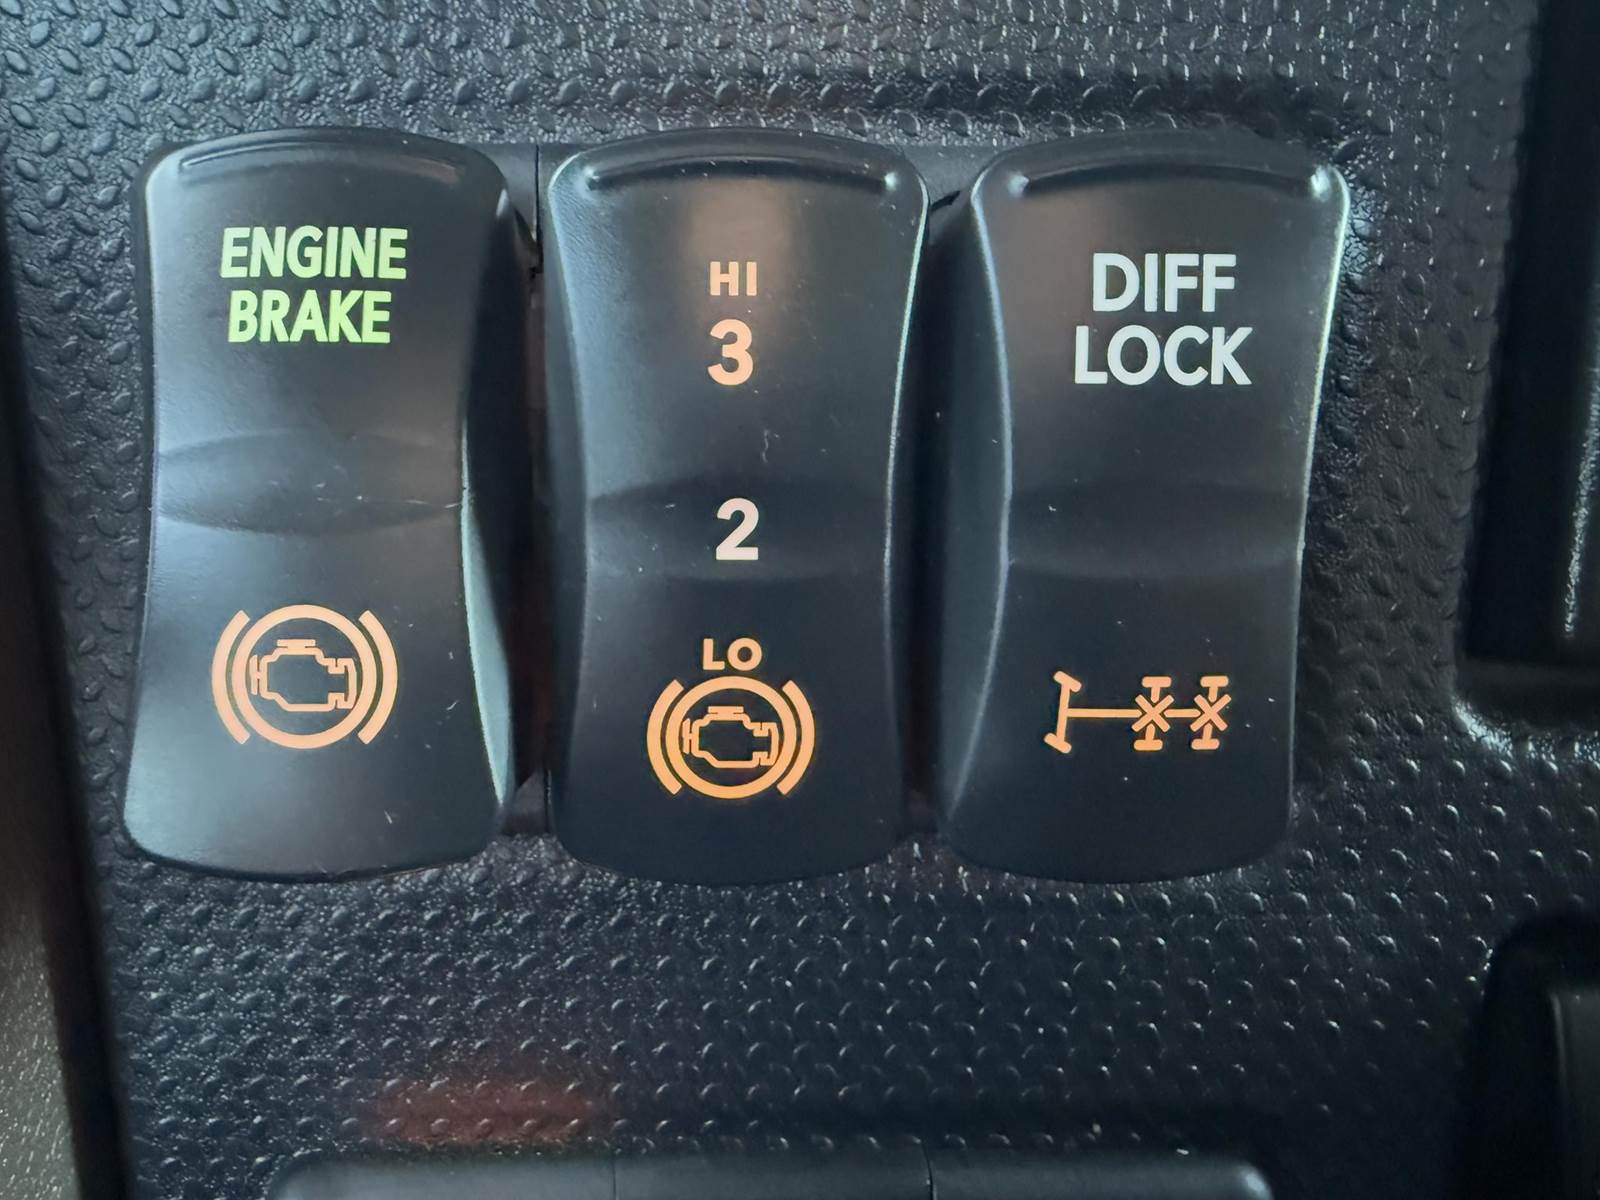 ENGINE
BRAKE
HI
3
2
LO
DIFF
LOCK